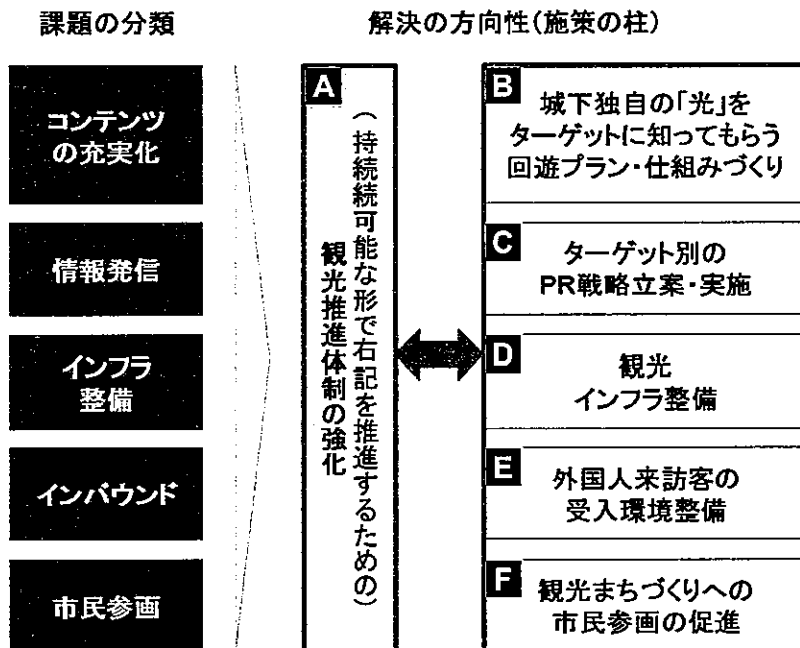 課題の分類
解決の方向性(施策の柱)
コンテンツ
の充実化
情報発信
インフラ
整備
インバウンド
市民参画
A
(持続続可能な形で右記を推進するための)
観光推進体制の強化
B
城下独自の「光」を
ターゲットに知ってもらう
回遊プラン・仕組みづくり
C
ターゲット別の
PR戦略立案・実施
D
観光
インフラ整備
E
外国人来訪客の
受入環境整備
F
観光まちづくりへの
市民参画の促進